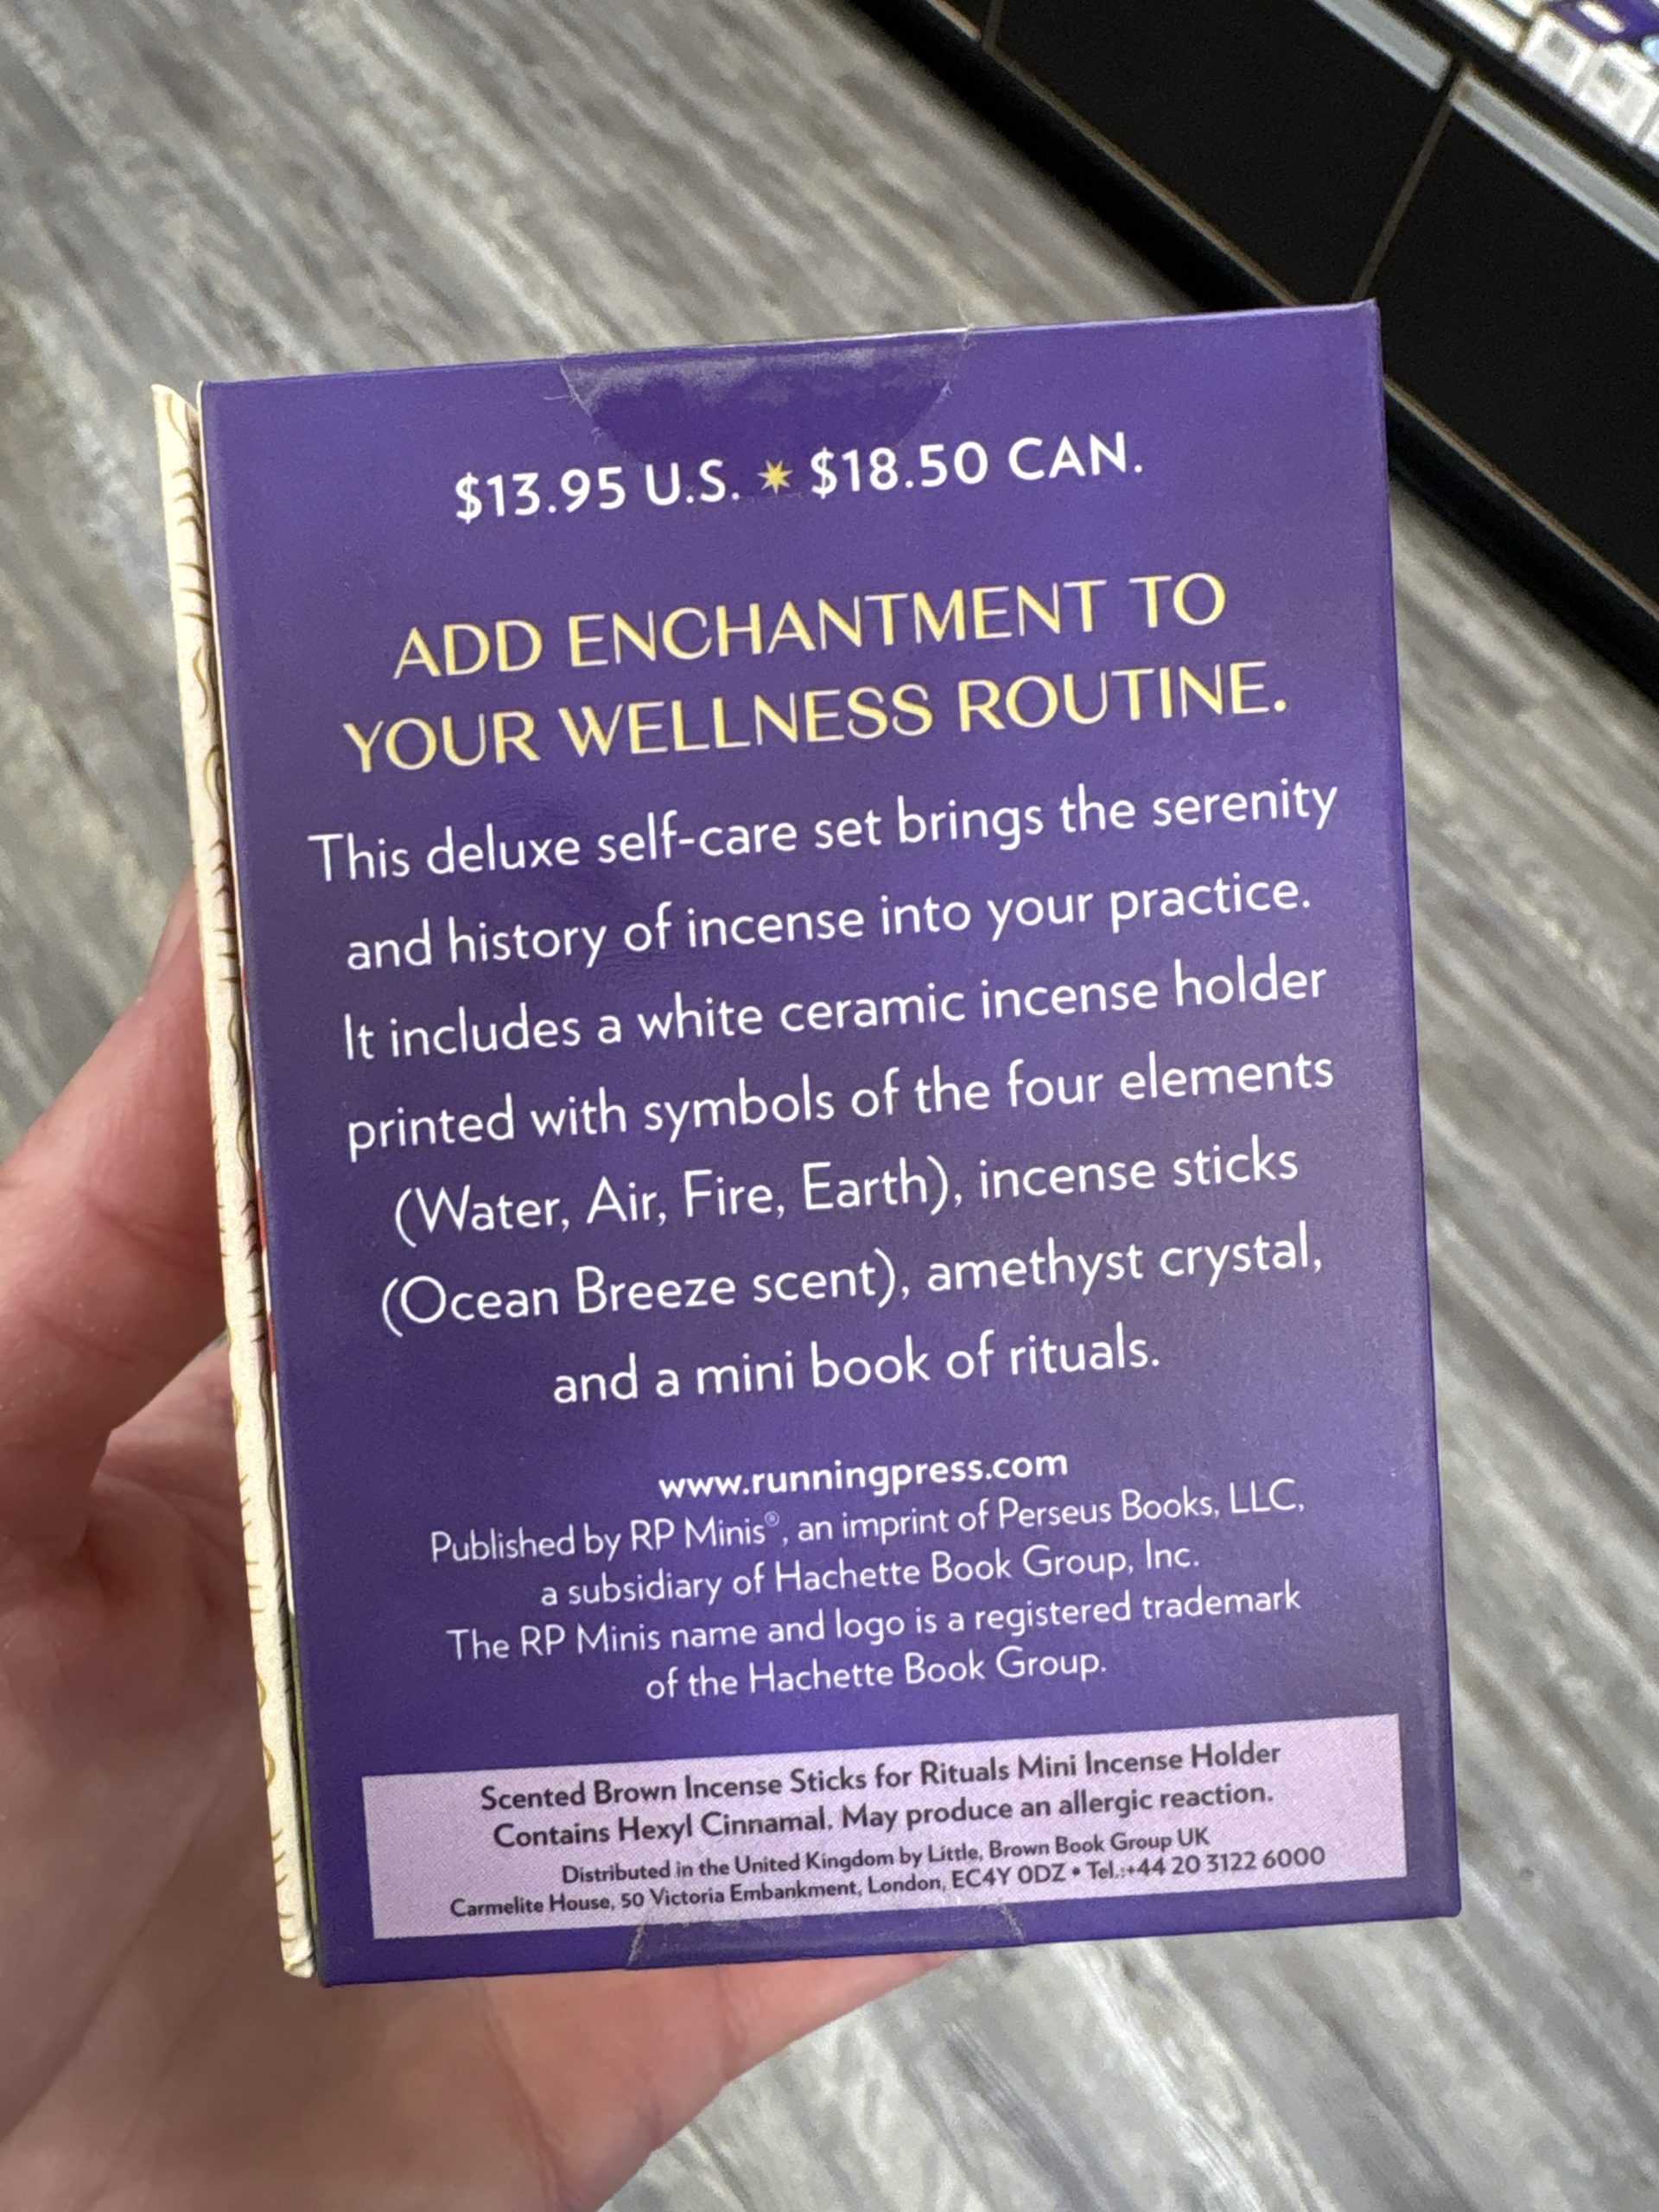 $13.95 U.S. ✷ $18.50 CAN.
ADD ENCHANTMENT TO
YOUR WELLNESS ROUTINE.
This deluxe self-care set brings the serenity
and history of incense into your practice.
It includes a white ceramic incense holder
printed with symbols of the four elements
(Water, Air, Fire, Earth), incense sticks
(Ocean Breeze scent), amethyst crystal,
and a mini book of rituals.
www.runningpress.com
Published by RP Minis®, an imprint of Perseus Books, LLC,
a subsidiary of Hachette Book Group, Inc.
The RP Minis name and logo is a registered trademark
of the Hachette Book Group.
Scented Brown Incense Sticks for Rituals Mini Incense Holder
Contains Hexyl Cinnamal. May produce an allergic reaction.
Distributed in the United Kingdom by Little, Brown Book Group UK
Carmelite House, 50 Victoria Embankment, London, EC4Y 0DZ • Tel.:+44 20 3122 6000